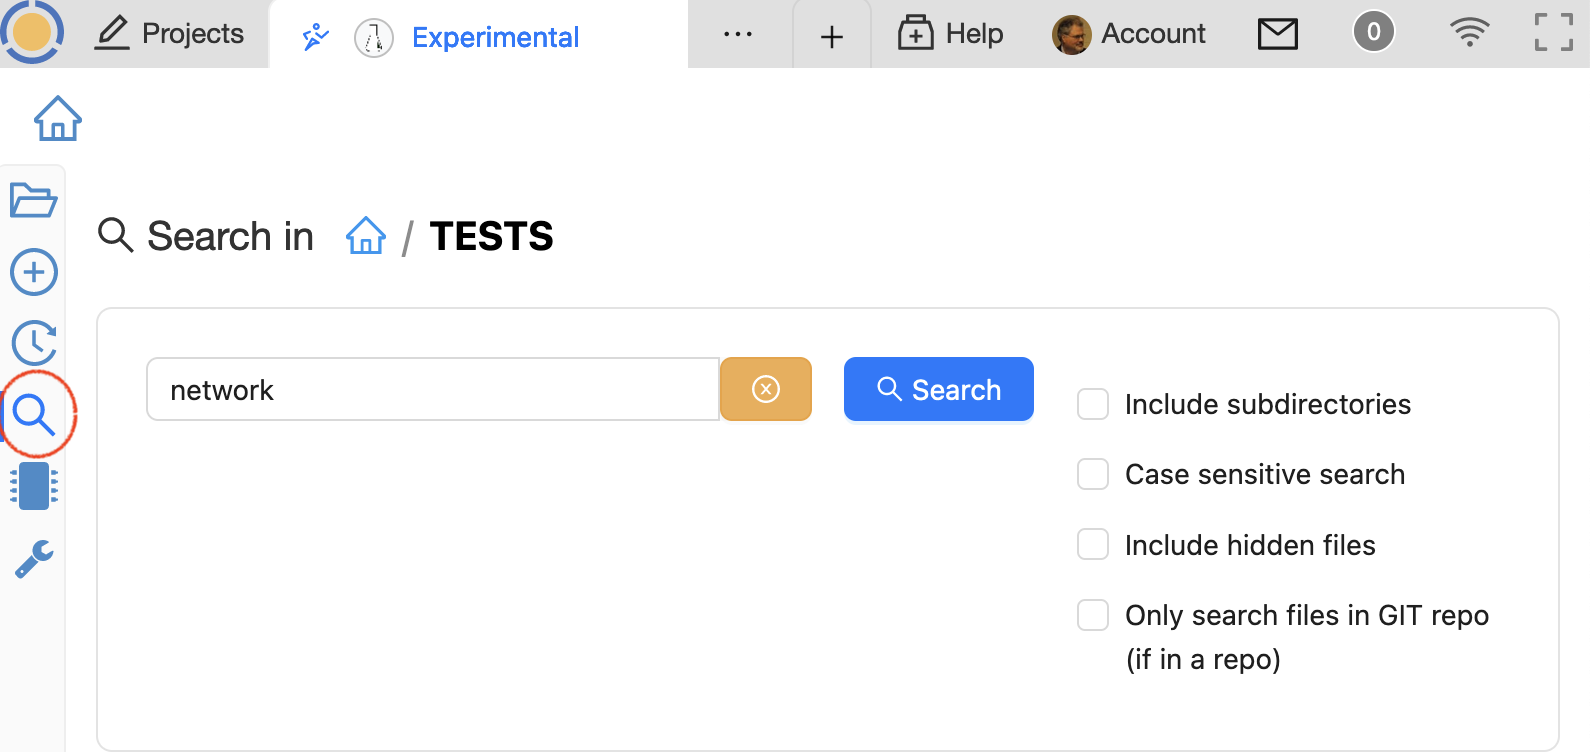 Projects
Experimental
...
+
Help
Account
0
Search in / TESTS
network
Search
Include subdirectories
Case sensitive search
Include hidden files
Only search files in GIT repo
(if in a repo)